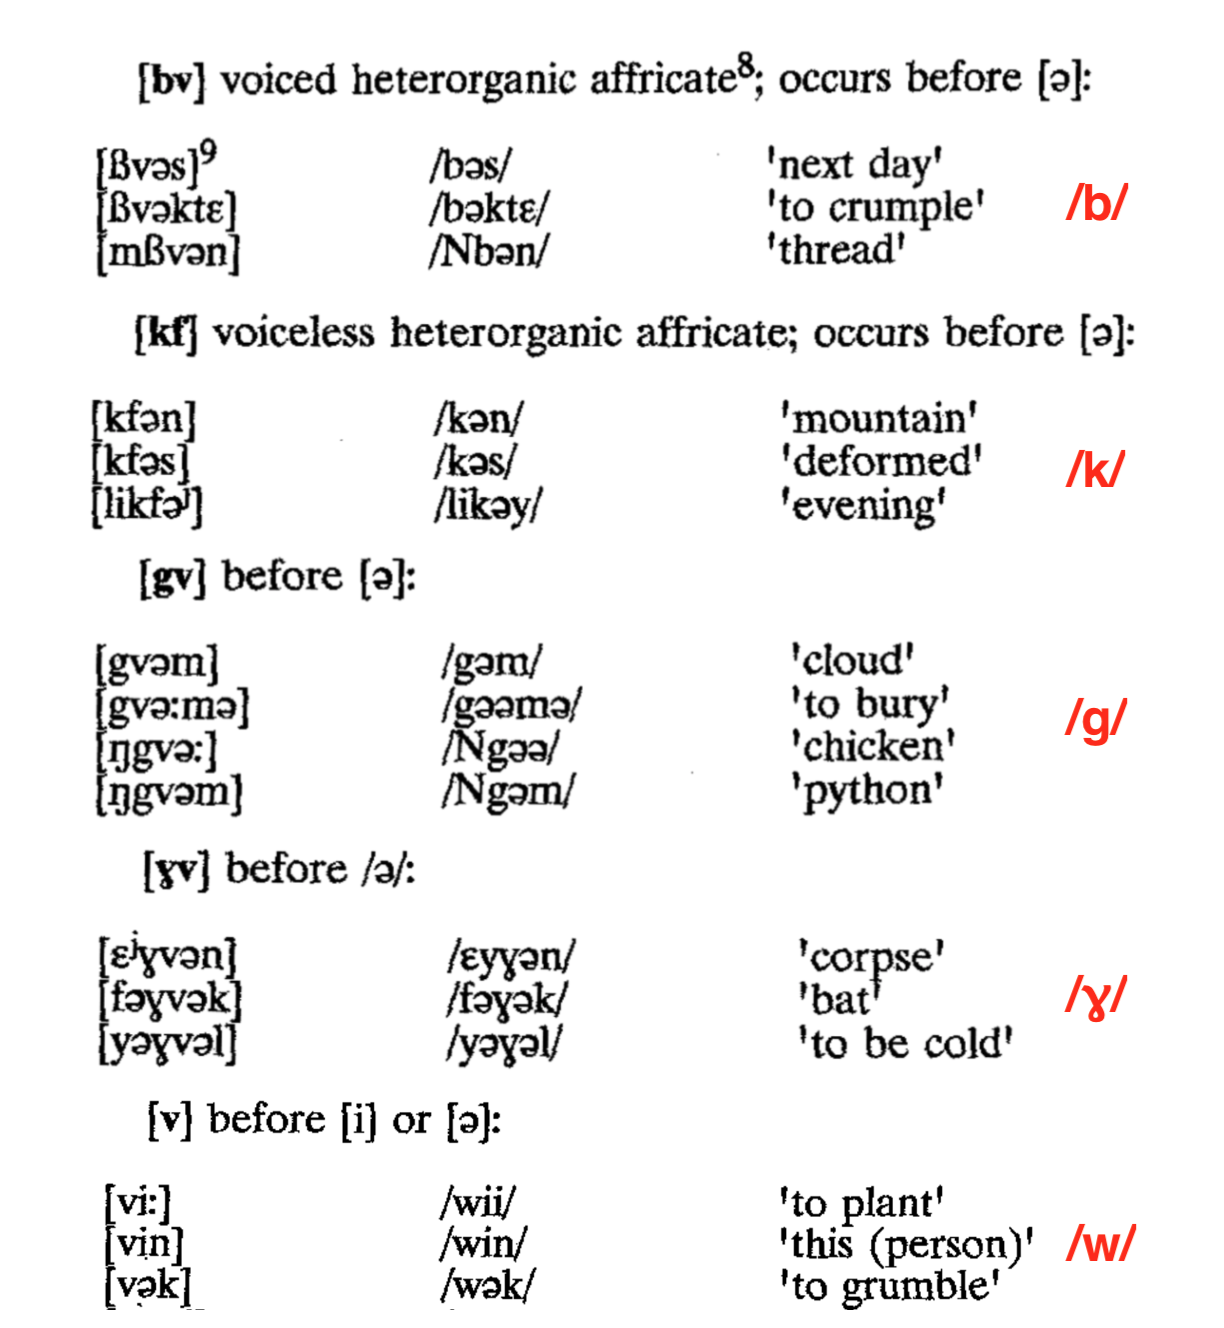 [bv] voiced heterorganic affricate⁸; occurs before [ə]:
[ßvəs]⁹ /bəs/ 'next day'
[ßvəktɛ] /bəktɛ/ 'to crumple' /b/
[mßvən] /Nbən/ 'thread'
[kf] voiceless heterorganic affricate; occurs before [ə]:
[kfən] /kən/ 'mountain'
[kfəs] /kəs/ 'deformed' /k/
[likfəʲ] /likəy/ 'evening'
[gv] before [ə]:
[gvəm] /gəm/ 'cloud'
[gvə:mə] /gəəmə/ 'to bury' /g/
[ŋgvə:] /Ngəə/ 'chicken'
[ŋgvəm] /Ngəm/ 'python'
[ɣv] before /ə/:
[ɛʲɣvən] /ɛyɣən/ 'corpse'
[fəɣvək] /fəɣək/ 'bat' /ɣ/
[yəɣvəl] /yəɣəl/ 'to be cold'
[v] before [i] or [ə]:
[vi:] /wii/ 'to plant'
[vin] /win/ 'this (person)' /w/
[vək] /wək/ 'to grumble'